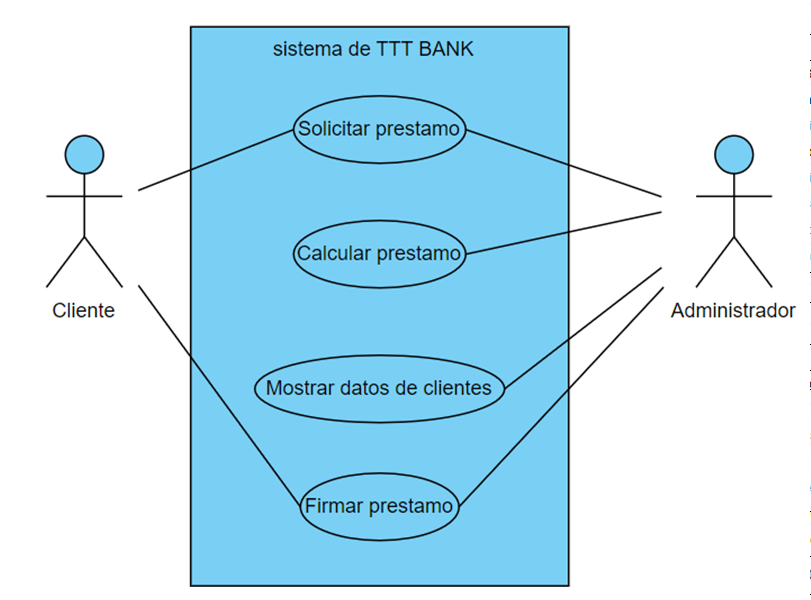 sistema de TTT BANK
Solicitar prestamo
Calcular prestamo
Cliente
Administrador
Mostrar datos de clientes
Firmar prestamo